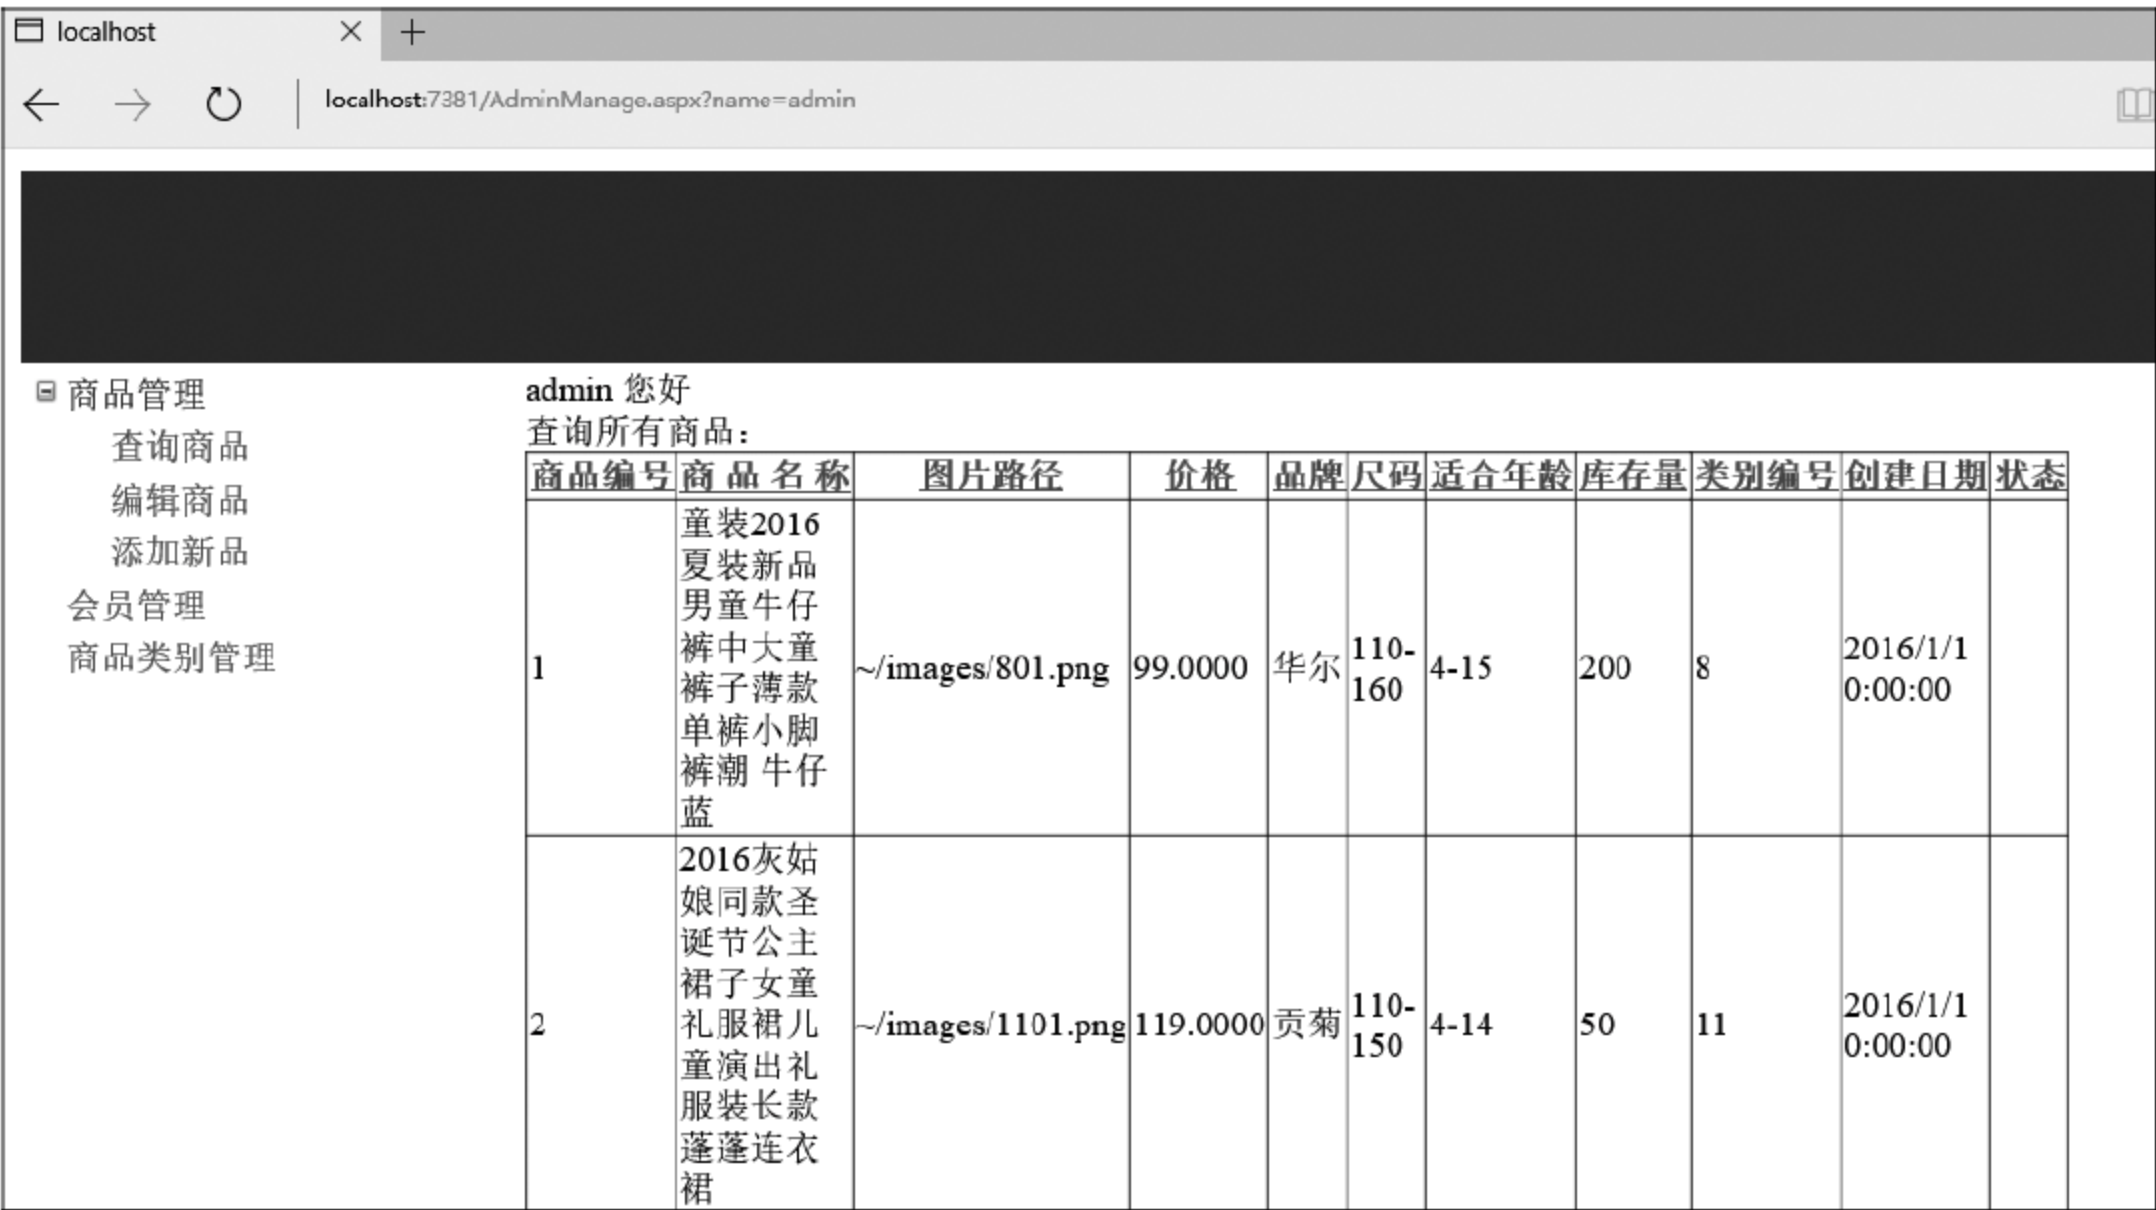 localhost
localhost:7381/AdminManage.aspx?name=admin
商品管理
查询商品
编辑商品
添加新品
会员管理
商品类别管理
admin 您好
查询所有商品：
商品编号 商品名称 图片路径 价格 品牌 尺码 适合年龄 库存量 类别编号 创建日期 状态
1
童装2016
夏装新品
男童牛仔
裤中大童
裤子薄款
单裤小脚
裤潮 牛仔
蓝
~/images/801.png
99.0000
华尔
110-
160
4-15
200
8
2016/1/1
0:00:00
2
2016灰姑
娘同款圣
诞节公主
裙子女童
礼服裙儿
童演出礼
服装长款
蓬蓬连衣
裙
~/images/1101.png
119.0000
贡菊
110-
150
4-14
50
11
2016/1/1
0:00:00